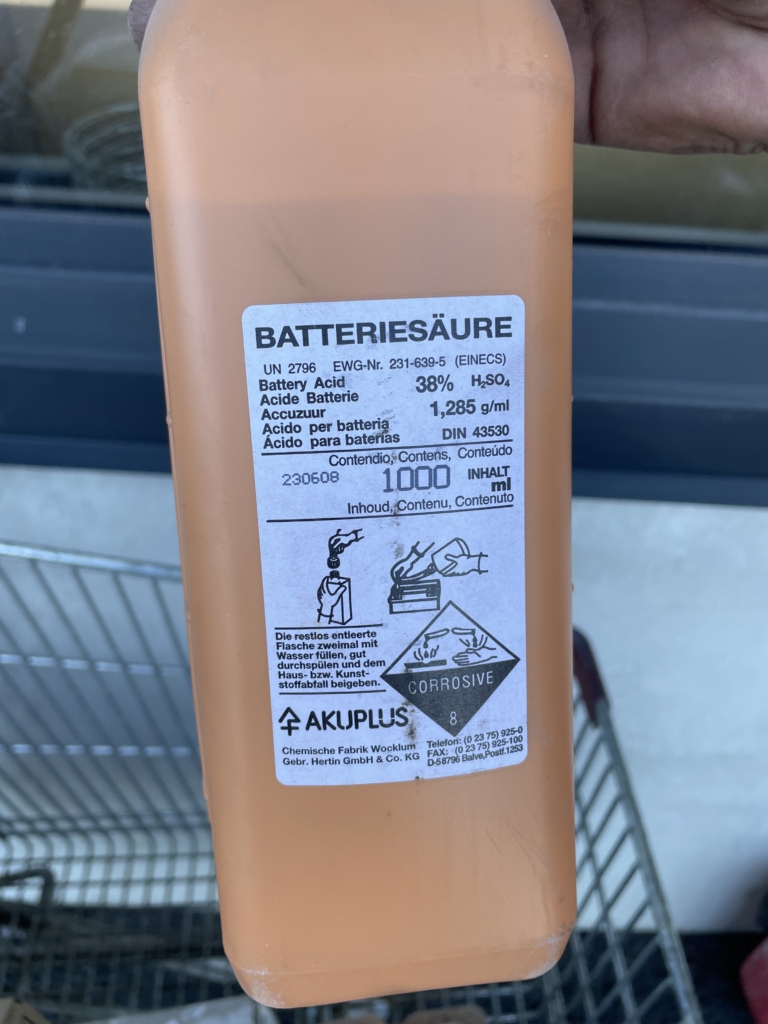 BATTERIESÄURE
UN 2796 EWG-Nr. 231-639-5 (EINECS)
Battery Acid 38% H₂SO₄
Acide Batterie
Accuzuur 1,285 g/ml
Acido per batteria
Ácido para baterías DIN 43530
Contendio, Contens, Conteúdo
230608 1000 INHALT ml
Inhoud, Contenu, Contenuto
Die restlos entleerte
Flasche zweimal mit
Wasser füllen, gut
durchspülen und dem
Haus- bzw. Kunst-
stoffabfall beigeben.
CORROSIVE
8
AKUPLUS
Chemische Fabrik Wocklum
Gebr. Hertin GmbH & Co. KG
Telefon: (0 23 75) 925-0
FAX: (0 23 75) 925-100
D-58796 Balve, Postf. 1253